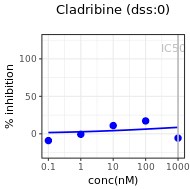 Cladribine (dss:0)
IC50
% inhibition
100
50
0
0.1 1 10 100 1000
conc(nM)